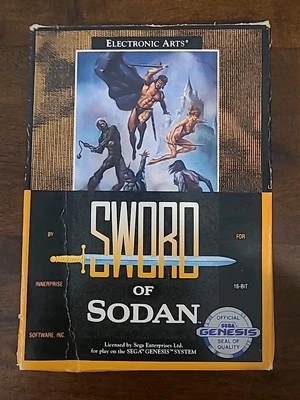 ELECTRONIC ARTS®
SWORD
BY
FOR
INNERPRISE
16-BIT
OF
SODAN
SOFTWARE, INC.
Licensed by Sega Enterprises Ltd.
for play on the SEGA® GENESIS™ SYSTEM
OFFICIAL
SEGA
GENESIS
SEAL OF
QUALITY